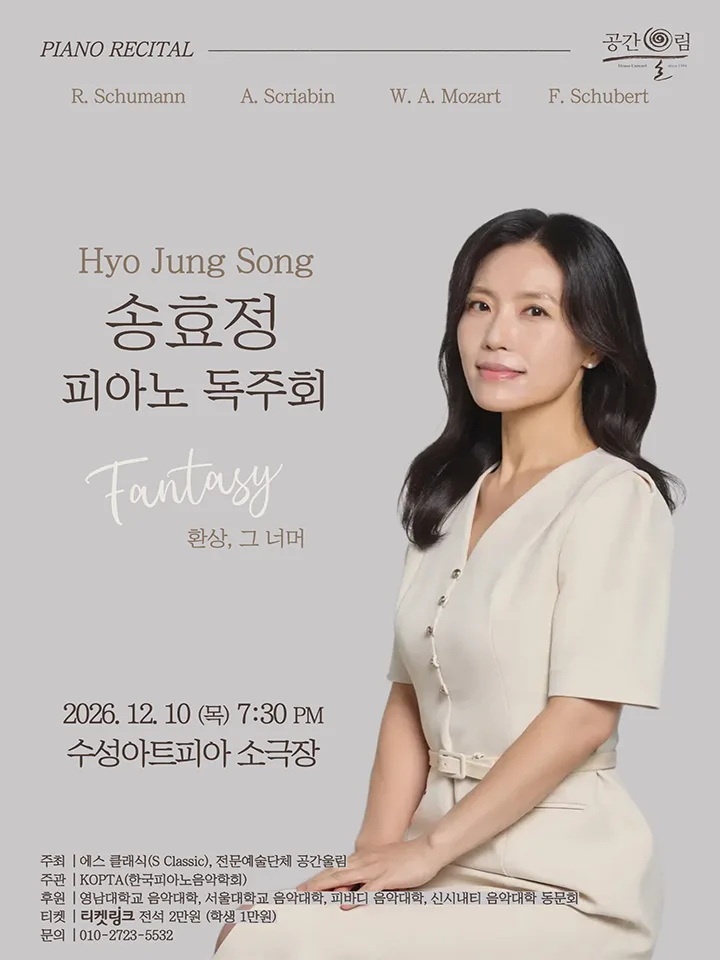 PIANO RECITAL
공간울림
R. Schumann A. Scriabin W. A. Mozart F. Schubert
Hyo Jung Song
송효정
피아노 독주회
Fantasy
환상, 그 너머
2026. 12. 10 (목) 7:30 PM
수성아트피아 소극장
주최 | 에스 클래식(S Classic), 전문예술단체 공간울림
주관 | KOPTA(한국피아노음악학회)
후원 | 영남대학교 음악대학, 서울대학교 음악대학, 피바디 음악대학, 신시내티 음악대학 동문회
티켓 | 티켓링크 전석 2만원 (학생 1만원)
문의 | 010-2723-5532